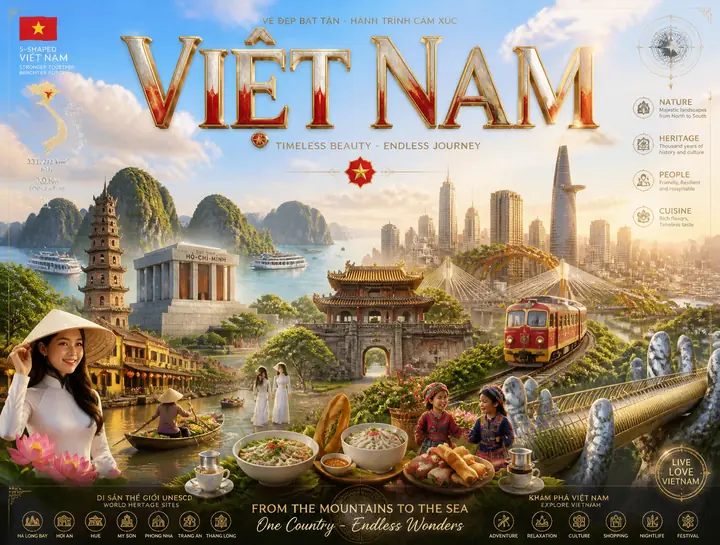 VẺ ĐẸP BẤT TẬN - HÀNH TRÌNH CẢM XÚC
VIỆT NAM
TIMELESS BEAUTY - ENDLESS JOURNEY
S-SHAPED
VIỆT NAM
STRONGER TOGETHER
BRIGHTER
NATURE
Majestic landscapes
from North to South
HERITAGE
Thousand years of
history and culture
PEOPLE
Friendly, Resilient
and Hospitable
CUISINE
Rich flavors,
Timeless taste
HỒ-CHÍ-MINH
LIVE
LOVE
VIETNAM
DI SẢN THẾ GIỚI UNESCO
WORLD HERITAGE SITES
HA LONG BAY
HOI AN
HUE
MY SON
PHONG NHA
TRANG AN
THANG LONG
FROM THE MOUNTAINS TO THE SEA
One Country - Endless Wonders
KHÁM PHÁ VIỆT NAM
EXPLORE VIETNAM
ADVENTURE
RELAXATION
CULTURE
SHOPPING
NIGHTLIFE
FESTIVAL